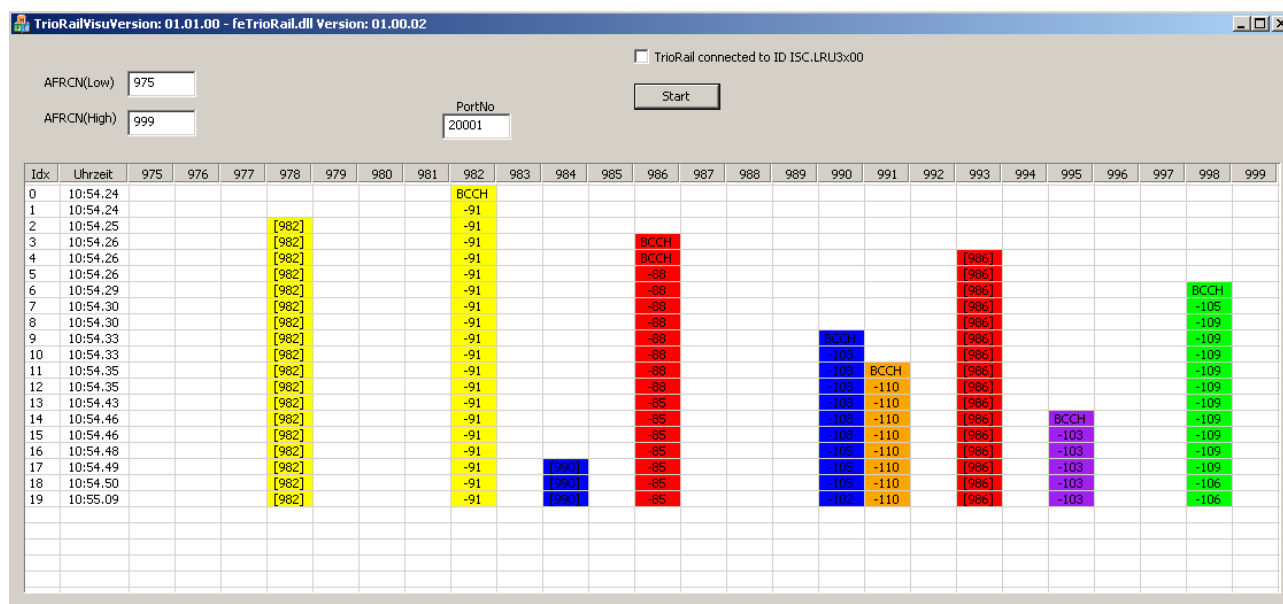 TrioRailVisuVersion: 01.01.00 - feTrioRail.dll Version: 01.00.02
TrioRail connected to ID ISC.LRU3x00
AFRCN(Low) 975
Start
AFRCN(High) 999
PortNo
20001
Idx Uhrzeit 975 976 977 978 979 980 981 982 983 984 985 986 987 988 989 990 991 992 993 994 995 996 997 998 999
0 10:54.24 BCCH
1 10:54.24 -91
2 10:54.25 [982] -91
3 10:54.26 [982] -91 BCCH
4 10:54.26 [982] -91 BCCH [986]
5 10:54.26 [982] -91 -88 [986]
6 10:54.29 [982] -91 -88 [986] BCCH
7 10:54.30 [982] -91 -88 [986] -105
8 10:54.30 [982] -91 -88 [986] -109
9 10:54.33 [982] -91 -88 BCCH [986] -109
10 10:54.33 [982] -91 -88 -108 [986] -109
11 10:54.35 [982] -91 -88 -108 BCCH [986] -109
12 10:54.35 [982] -91 -88 -108 -110 [986] -109
13 10:54.43 [982] -91 -85 -108 -110 [986] -109
14 10:54.46 [982] -91 -85 -108 -110 [986] BCCH -109
15 10:54.46 [982] -91 -85 -108 -110 [986] -103 -109
16 10:54.48 [982] -91 -85 -105 -110 [986] -103 -109
17 10:54.49 [982] -91 [990] -85 -105 -110 [986] -103 -109
18 10:54.50 [982] -91 [990] -85 -105 -110 [986] -103 -106
19 10:55.09 [982] -91 [990] -85 -102 -110 [986] -103 -106